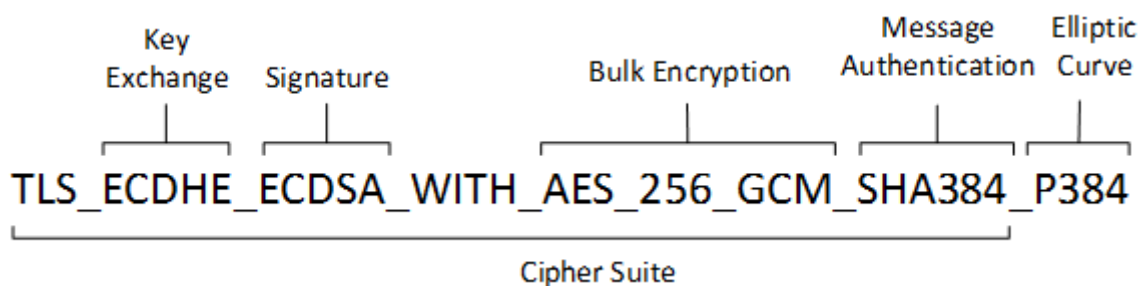 Key
Exchange
Signature
Bulk Encryption
Message
Authentication
Elliptic
Curve
TLS_ECDHE_ECDSA_WITH_AES_256_GCM_SHA384_P384
Cipher Suite